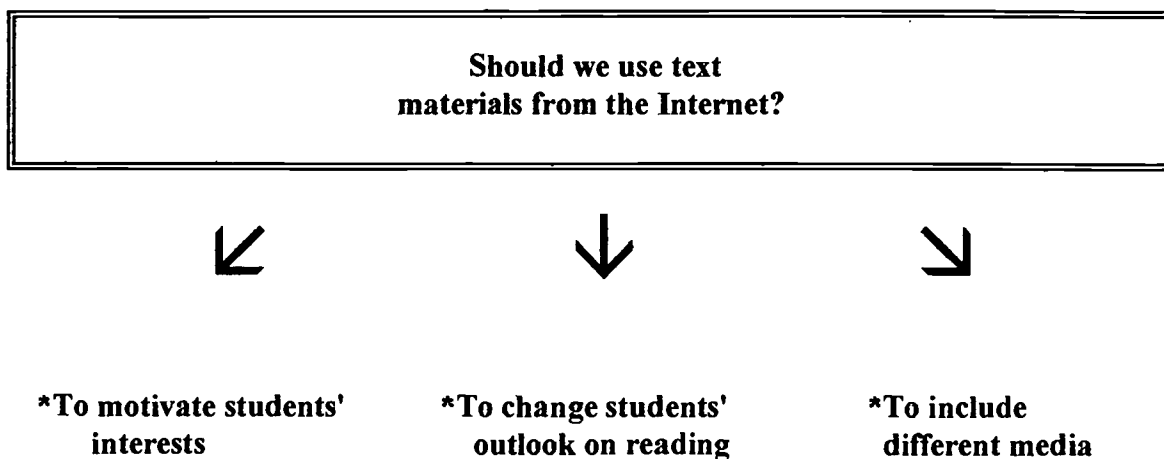 Should we use text
materials from the Internet?
*To motivate students'
interests
*To change students'
outlook on reading
*To include
different media